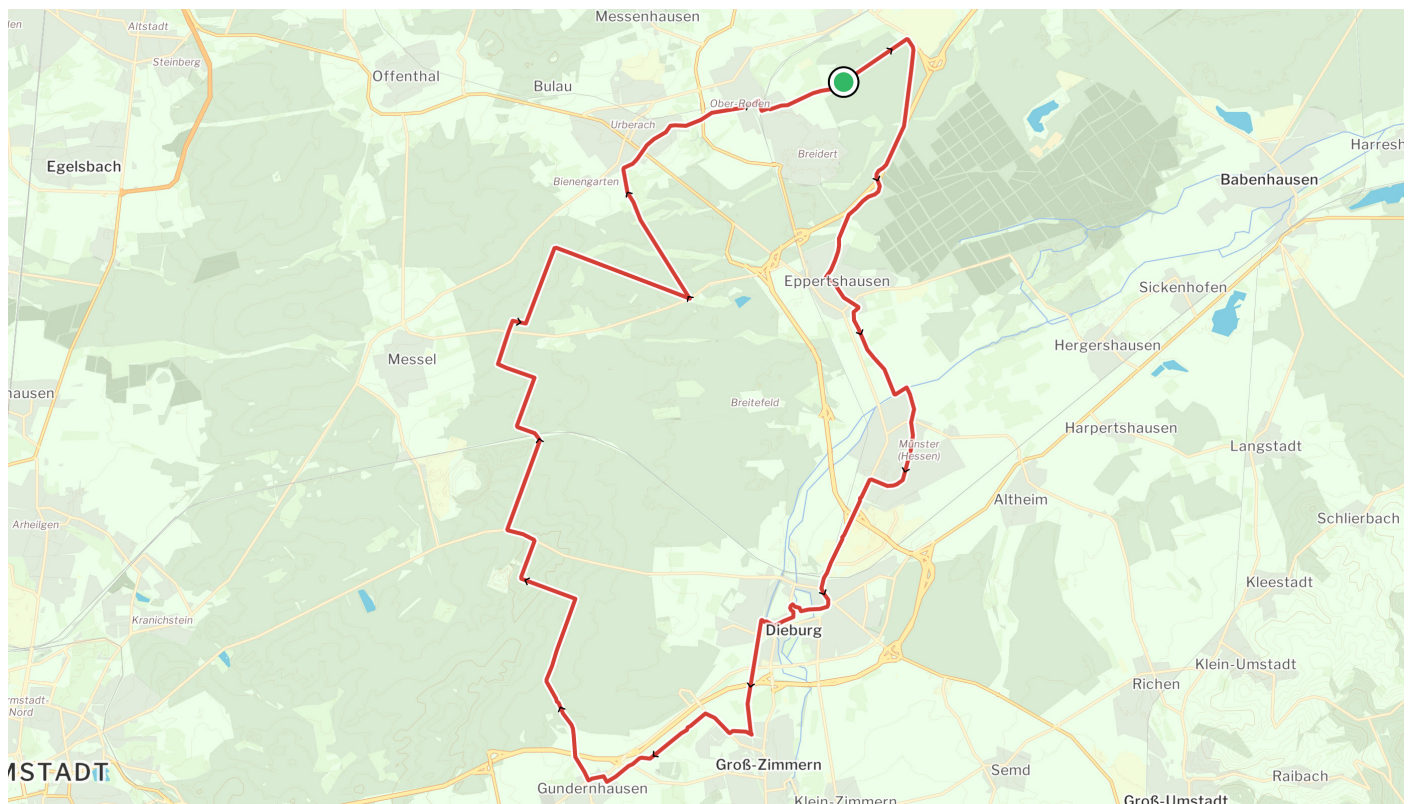 Messenhausen
Altstadt
Steinberg
Offenthal
Bulau
Ober-Roden
Urberach
Breidert
Egelsbach
Bienengarten
Babenhausen
Harresh
Eppertshausen
Sickenhofen
Messel
Hergershausen
hausen
Breitefeld
Harpertshausen
Münster
(Hessen)
Langstadt
Altheim
Arheilgen
Schlierbach
Kleestadt
Kranichstein
Dieburg
Klein-Umstadt
Richen
rmstadt-
Nord
MSTADT
Groß-Zimmern
Semd
Raibach
Gundernhausen
Klein-Zimmern
Groß-Umstadt